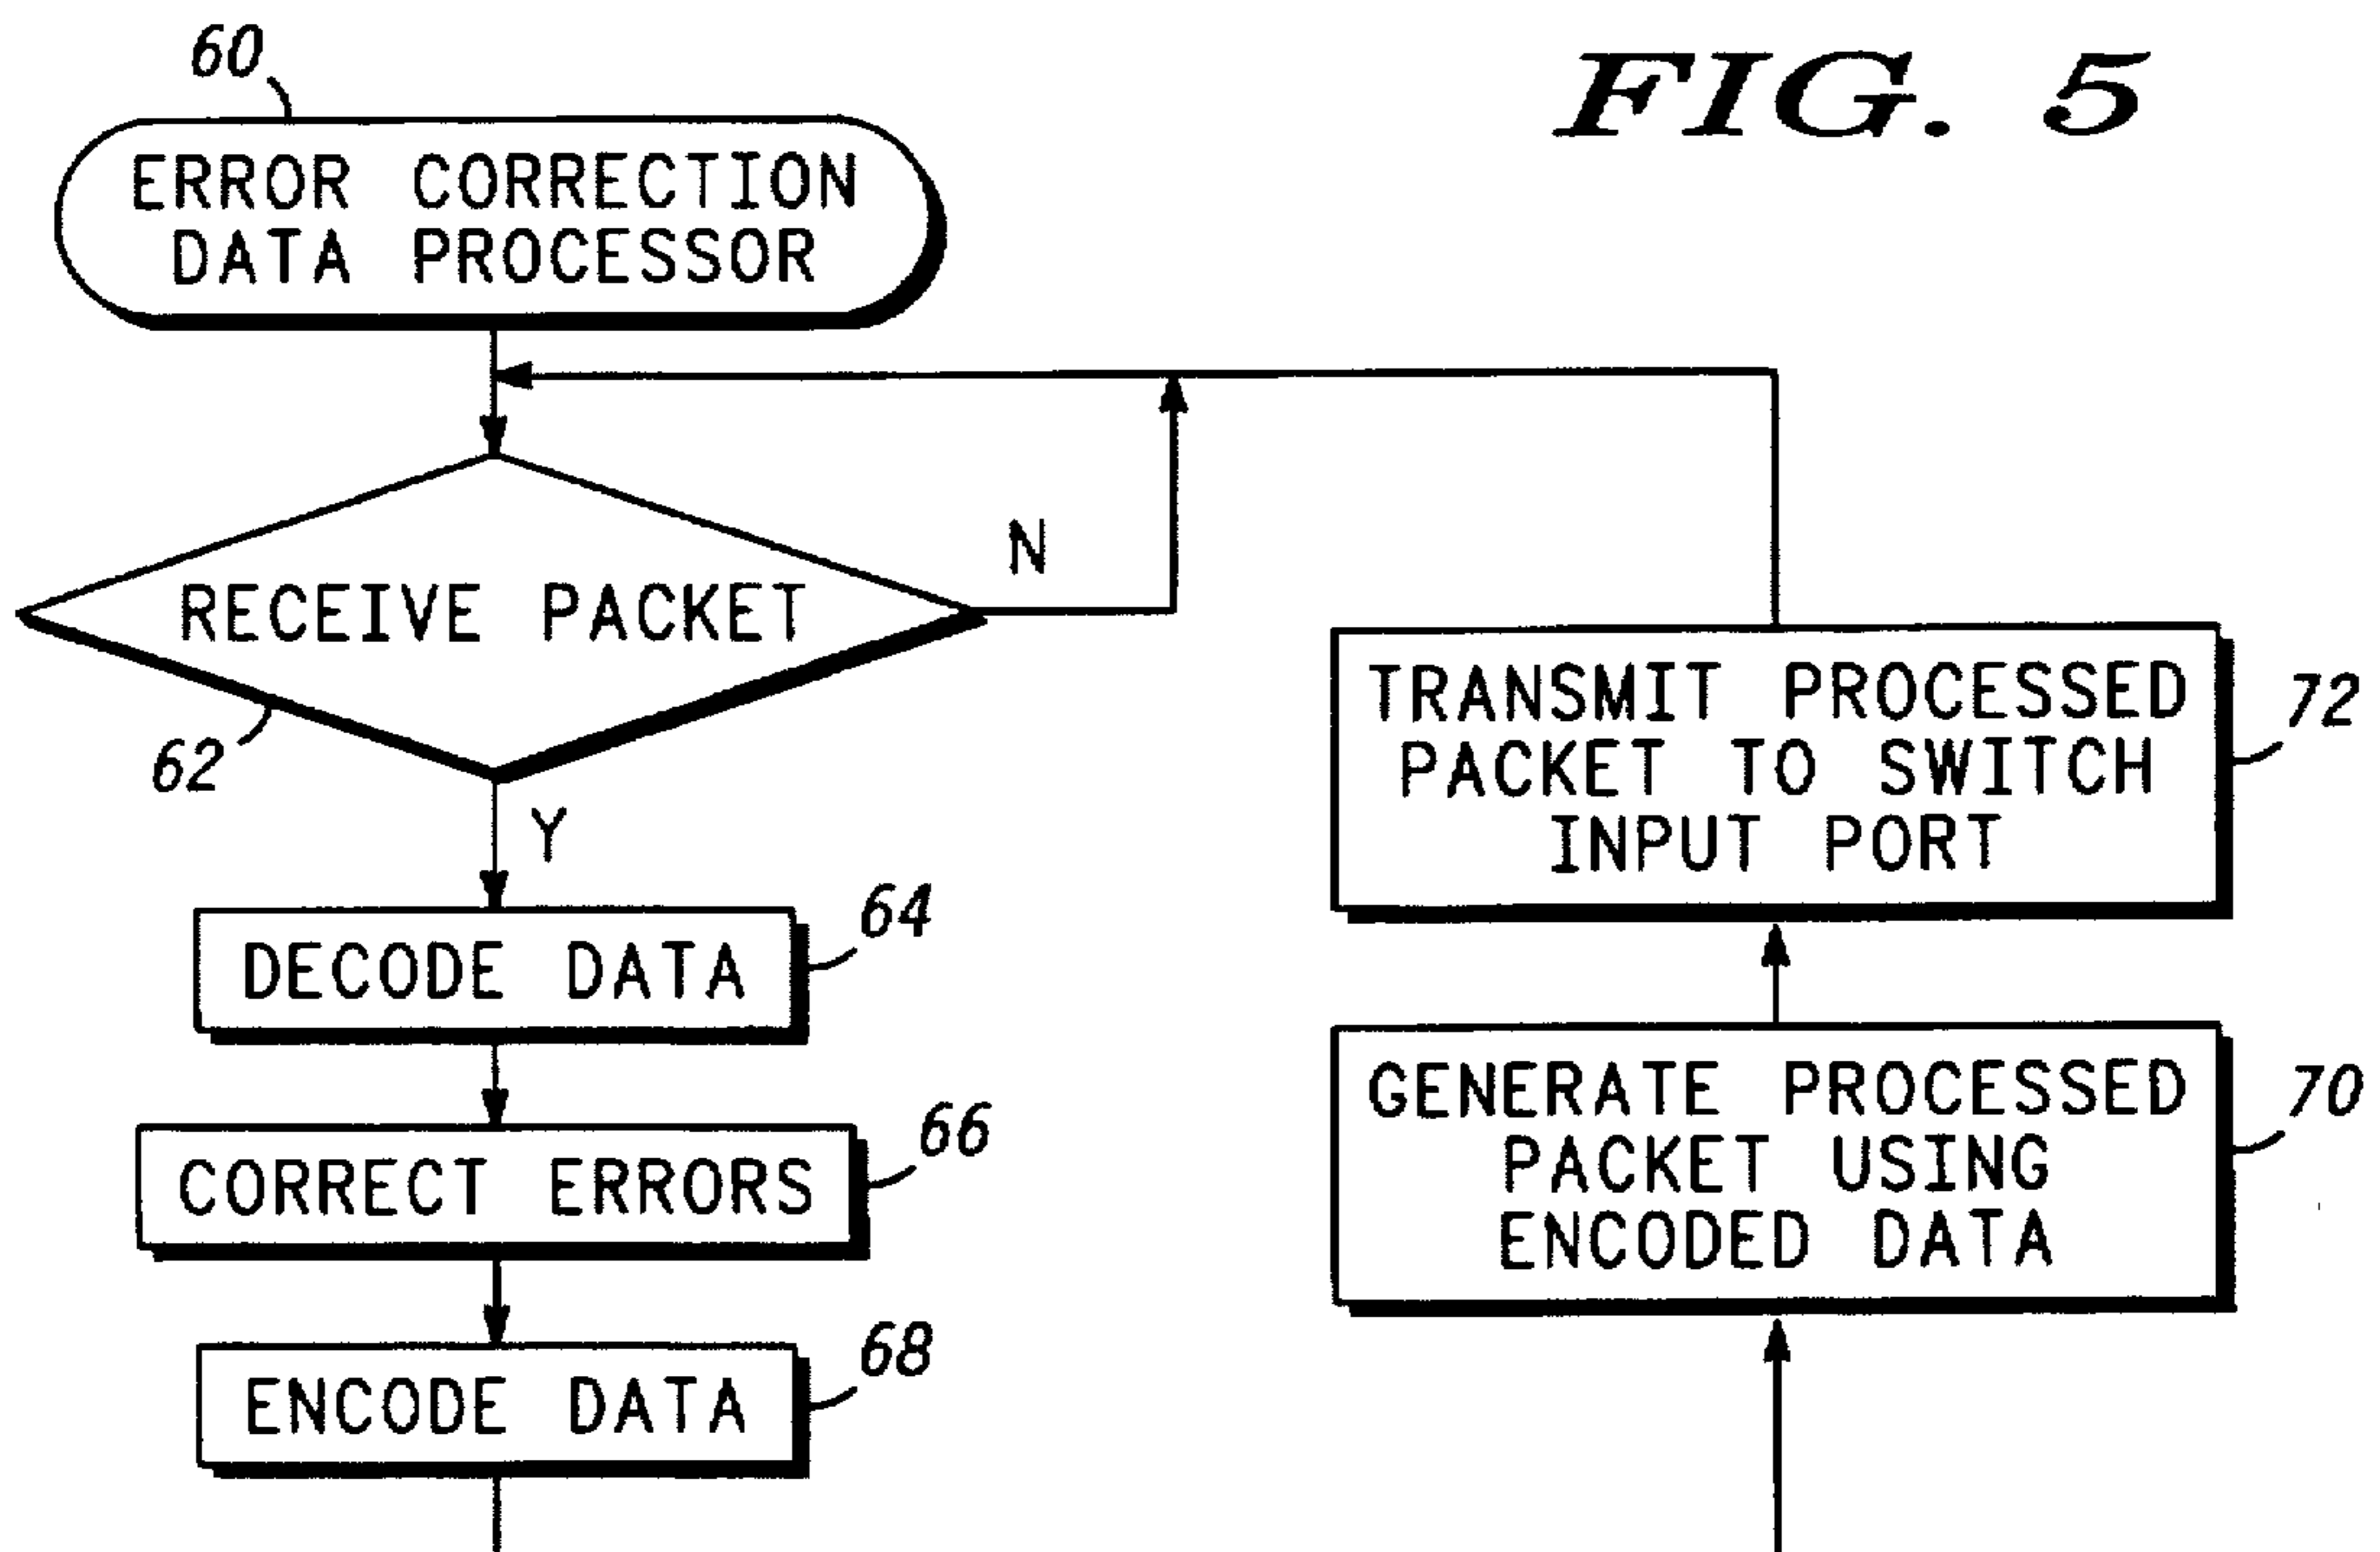 FIG. 5
60
ERROR CORRECTION
DATA PROCESSOR
RECEIVE PACKET
N
62
Y
DECODE DATA
64
CORRECT ERRORS
66
ENCODE DATA
68
TRANSMIT PROCESSED
PACKET TO SWITCH
INPUT PORT
72
GENERATE PROCESSED
PACKET USING
ENCODED DATA
70